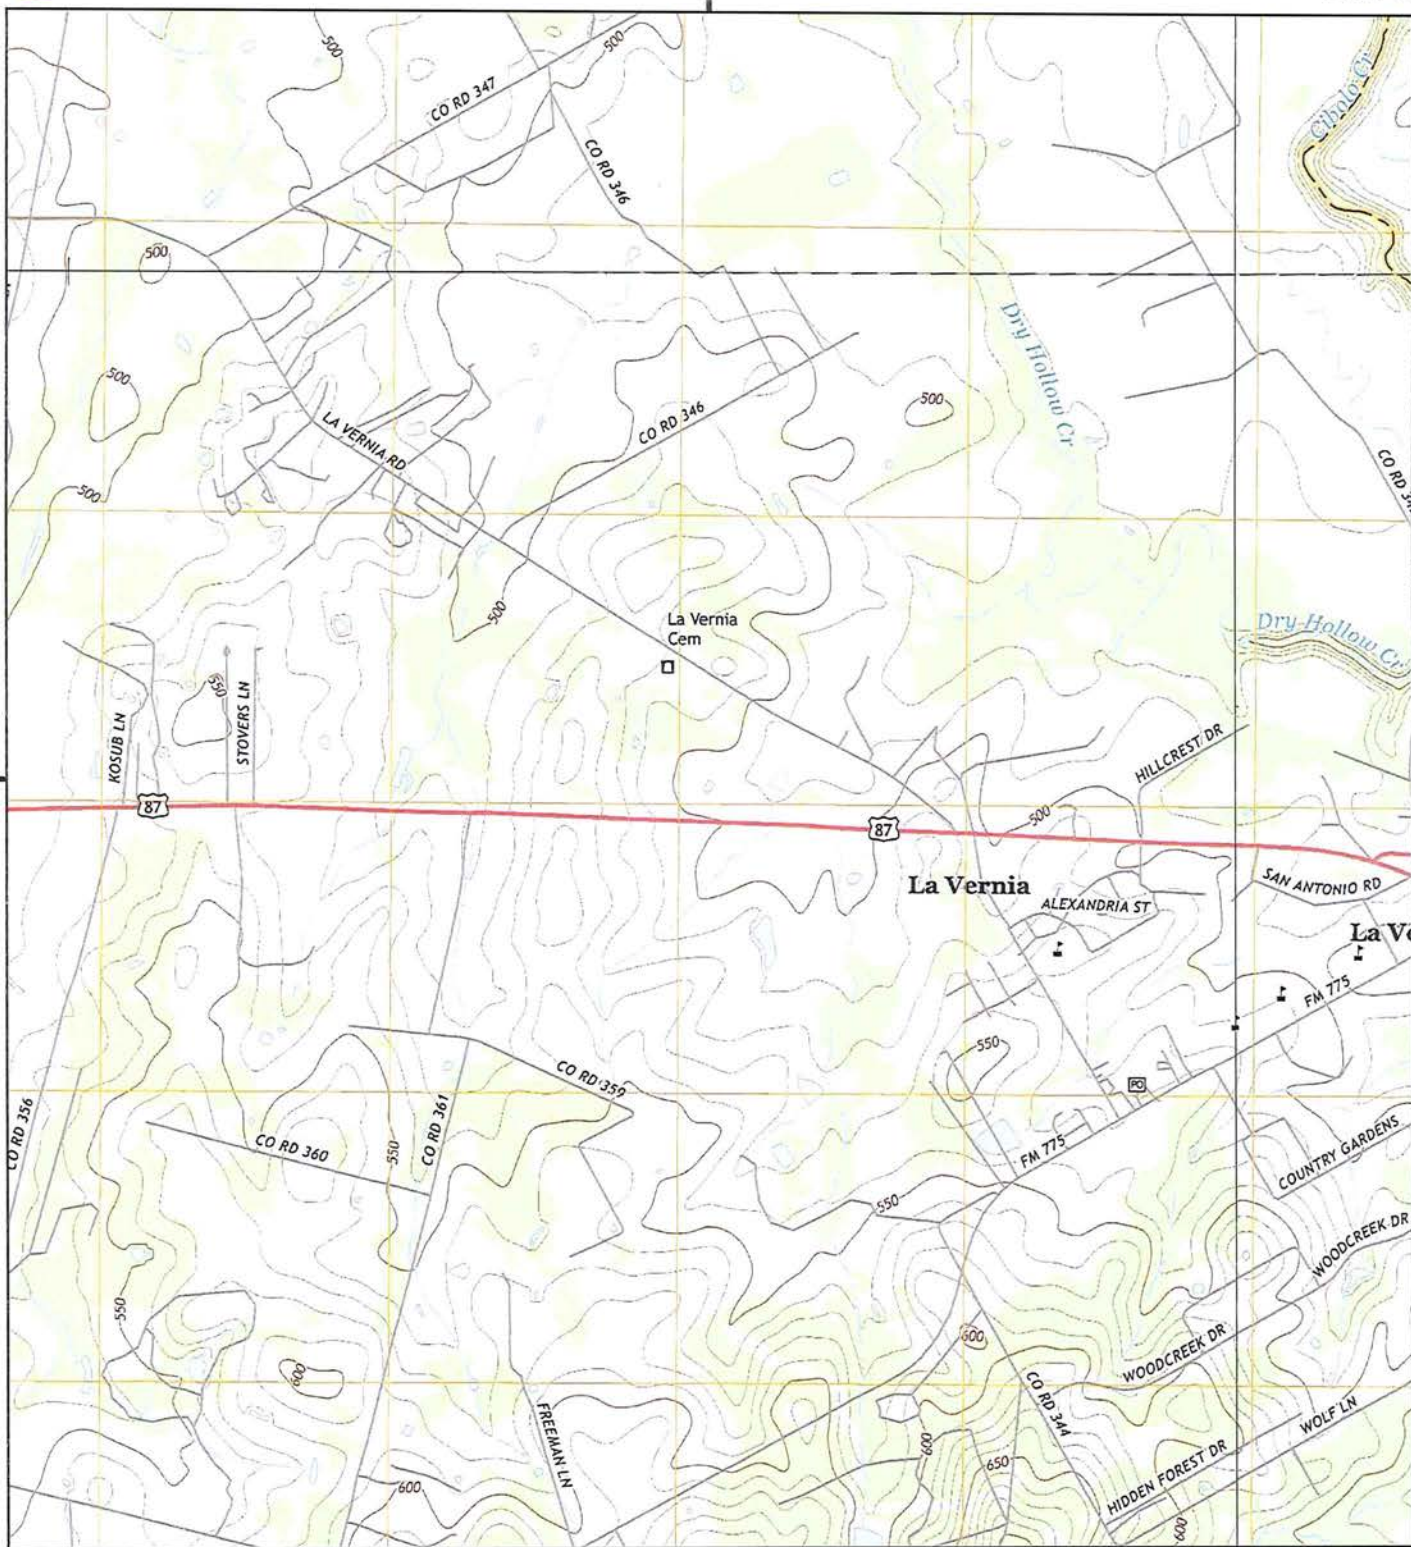 500
500
CO RD 347
Cibolo Cr
CO RD 346
500
Dry Hollow Cr
500
500
CO RD 346
LA VERNIA RD
500
500
La Vernia
Cem
Dry Hollow Cr
550
STOVERS LN
KOSUB LN
HILLCREST DR
87
500
87
La Vernia
SAN ANTONIO RD
ALEXANDRIA ST
FM 775
550
CO RD 359
PO
CO RD 356
CO RD 361
CO RD 360
550
FM 775
COUNTRY GARDENS
550
WOODCREEK DR
550
600
WOODCREEK DR
600
CO RD 344
WOLF LN
FREEMAN LN
600
650
HIDDEN FOREST DR
600
600